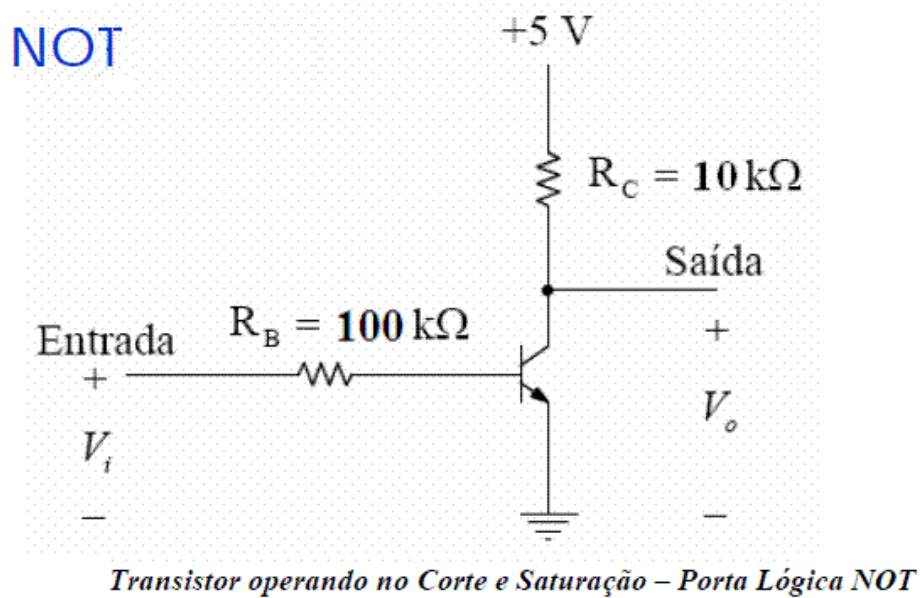 NOT
+5 V
R_C = 10 kΩ
Saída
R_B = 100 kΩ
Entrada
+
+
V_i
V_o
–
–
Transistor operando no Corte e Saturação – Porta Lógica NOT